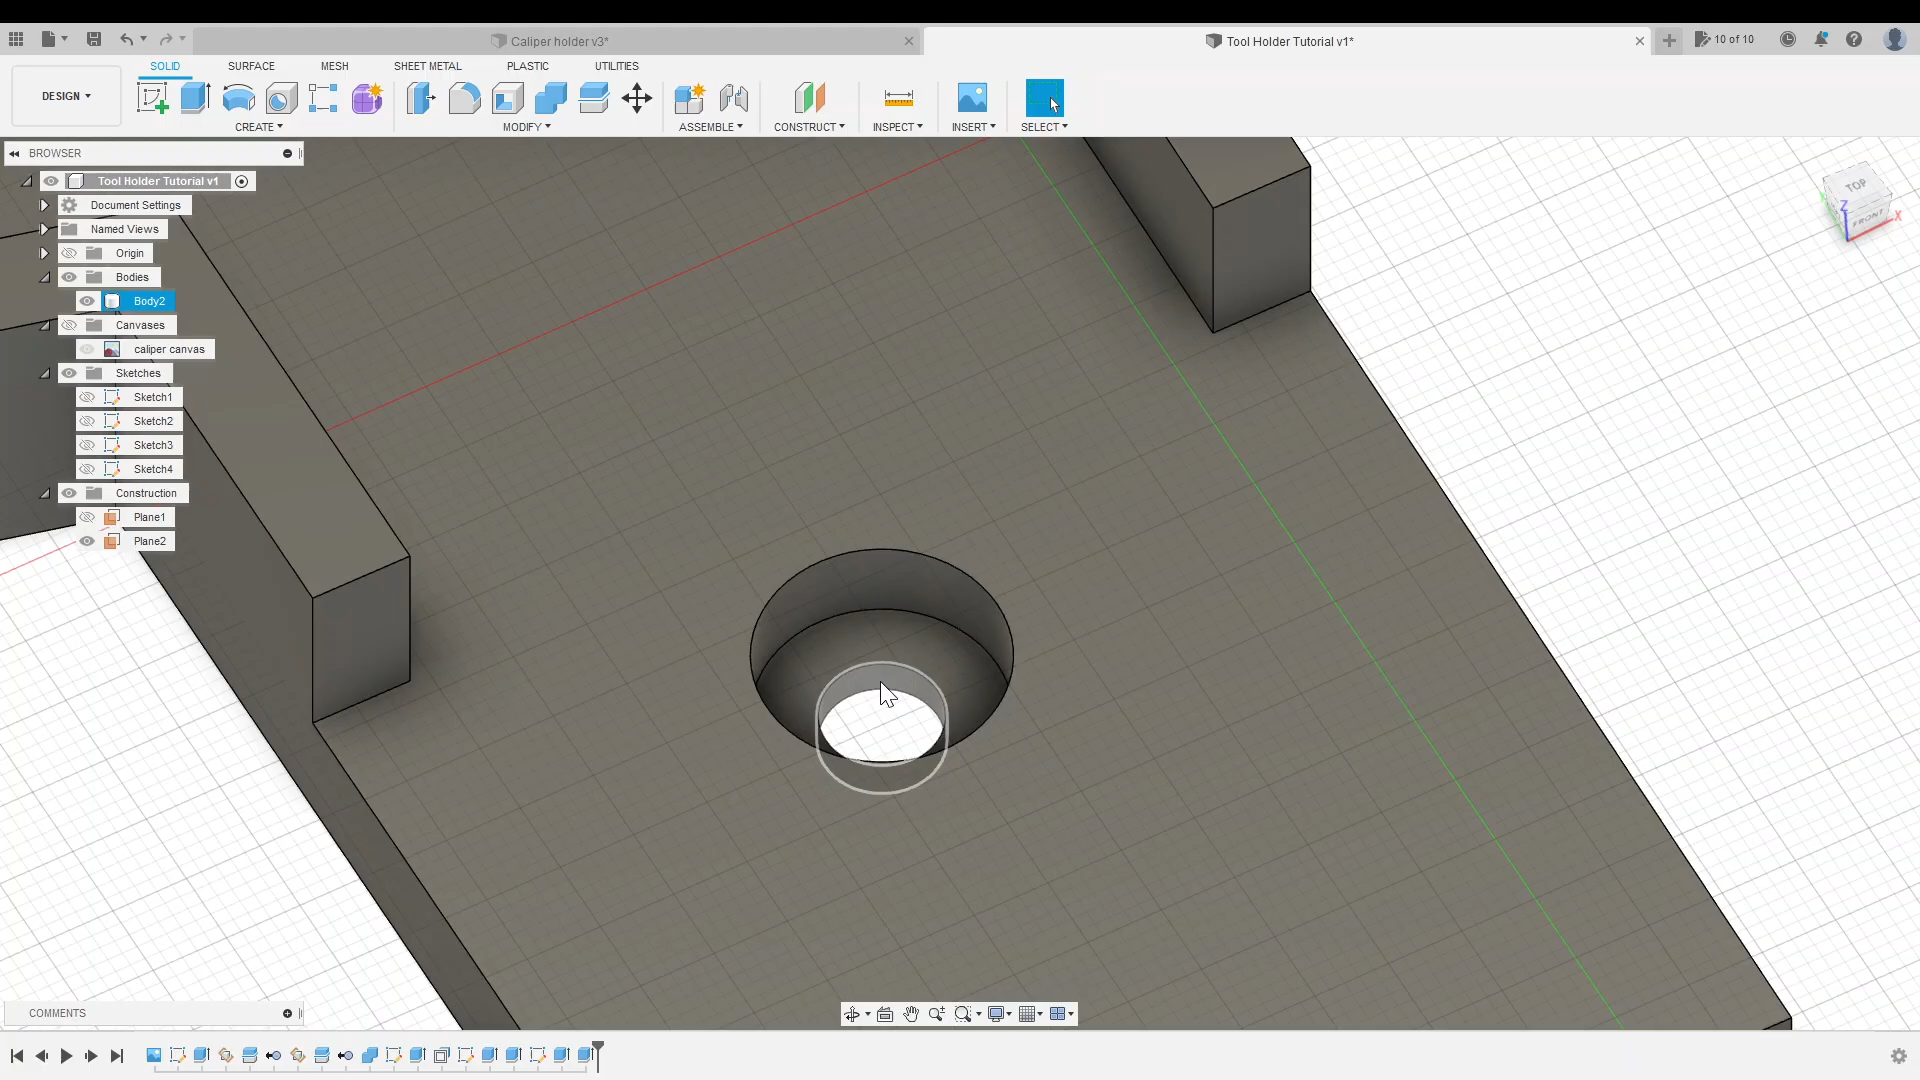 Caliper holder v3*
Tool Holder Tutorial v1*
10 of 10
DESIGN
SOLID
SURFACE
MESH
SHEET METAL
PLASTIC
UTILITIES
CREATE
MODIFY
ASSEMBLE
CONSTRUCT
INSPECT
INSERT
SELECT
BROWSER
Tool Holder Tutorial v1
Document Settings
Named Views
Origin
Bodies
Body2
Canvases
caliper canvas
Sketches
Sketch1
Sketch2
Sketch3
Sketch4
Construction
Plane1
Plane2
TOP
FRONT
Z
X
COMMENTS